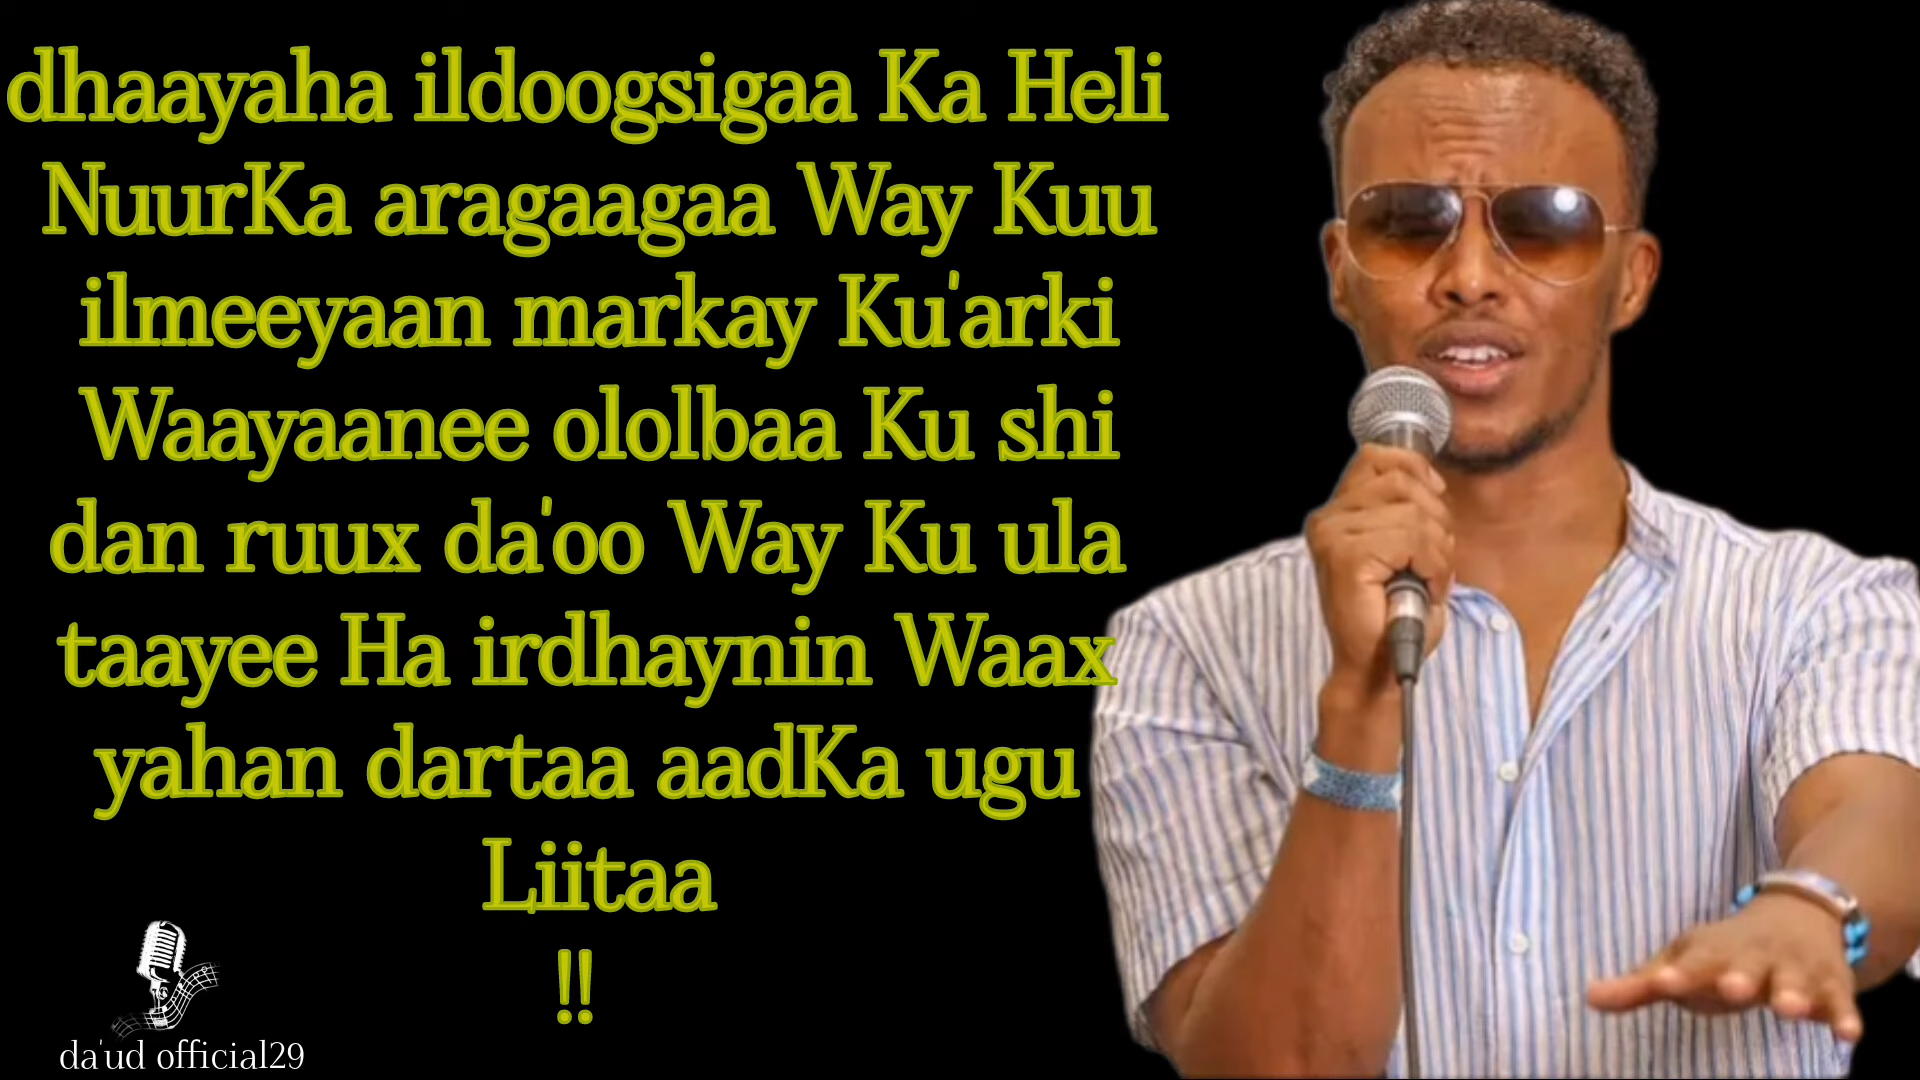 dhaayaha ildoogsigaa Ka Heli
NuurKa aragaagaa Way Kuu
ilmeeyaan markay Ku'arki
Waayaanee ololbaa Ku shi
dan ruux da'oo Way Ku ula
taayee Ha irdhaynin Waax
yahan dartaa aadKa ugu
Liitaa
!!
da'ud official29